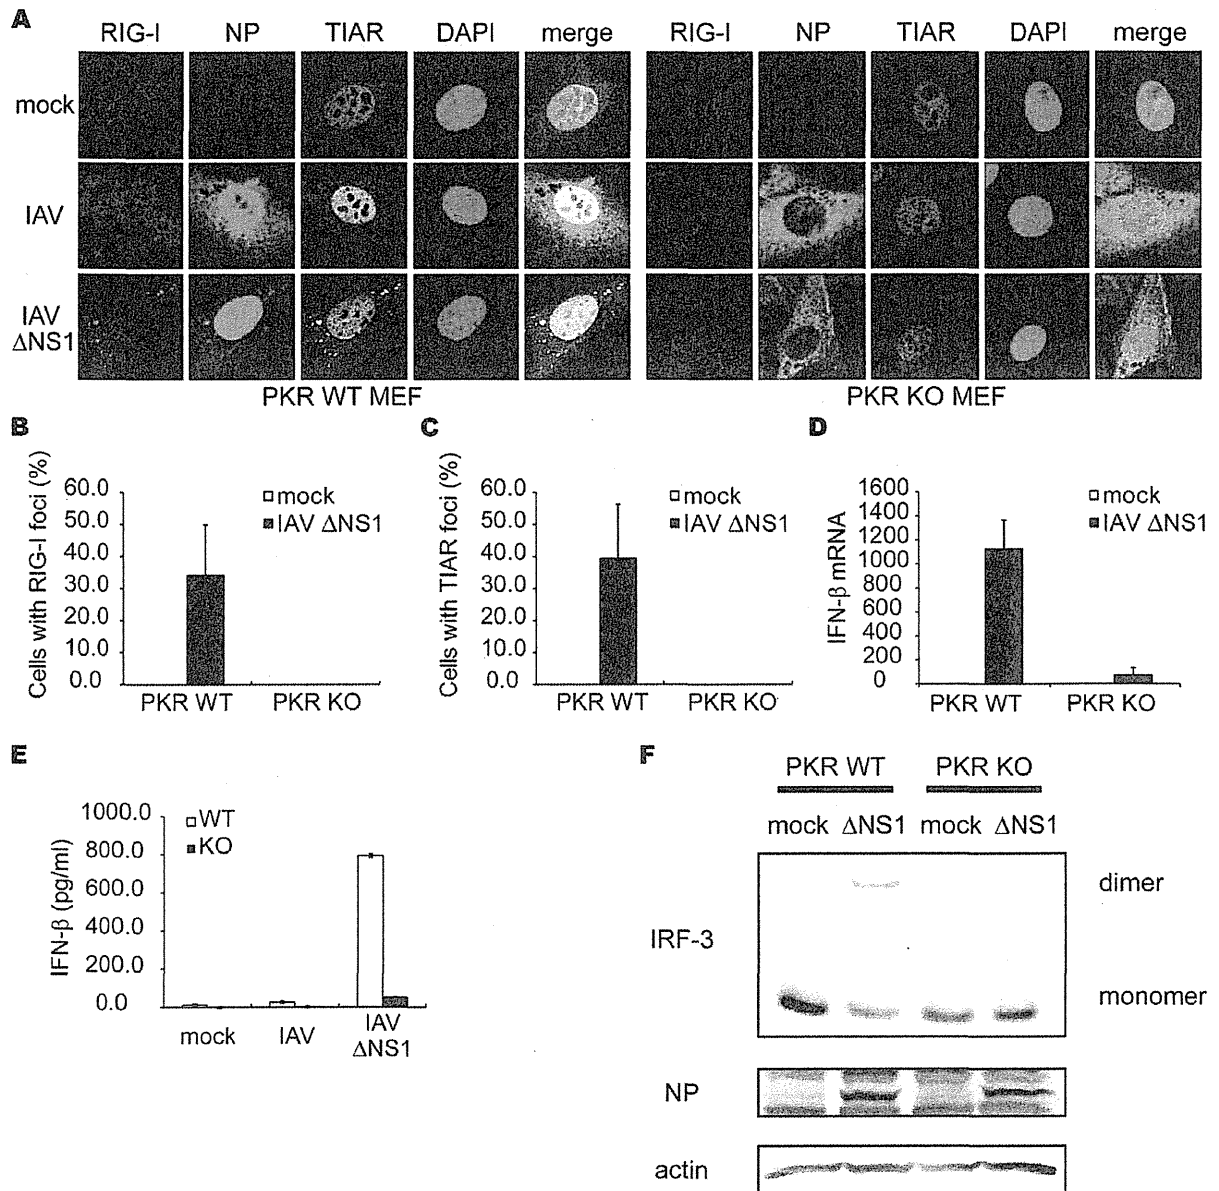 A
RIG-I NP TIAR DAPI merge RIG-I NP TIAR DAPI merge
mock
IAV
IAV
ΔNS1
PKR WT MEF PKR KO MEF
B
Cells with RIG-I foci (%)
60.0
50.0
40.0
30.0
20.0
10.0
0.0
mock
IAV ΔNS1
PKR WT PKR KO
C
Cells with TIAR foci (%)
60.0
50.0
40.0
30.0
20.0
10.0
0.0
mock
IAV ΔNS1
PKR WT PKR KO
D
IFN-β mRNA
1600
1400
1200
1000
800
600
400
200
0
mock
IAV ΔNS1
PKR WT PKR KO
E
IFN-β (pg/ml)
1000.0
800.0
600.0
400.0
200.0
0.0
WT
KO
mock IAV IAV
ΔNS1
F
PKR WT PKR KO
mock ΔNS1 mock ΔNS1
IRF-3
dimer
monomer
NP
actin